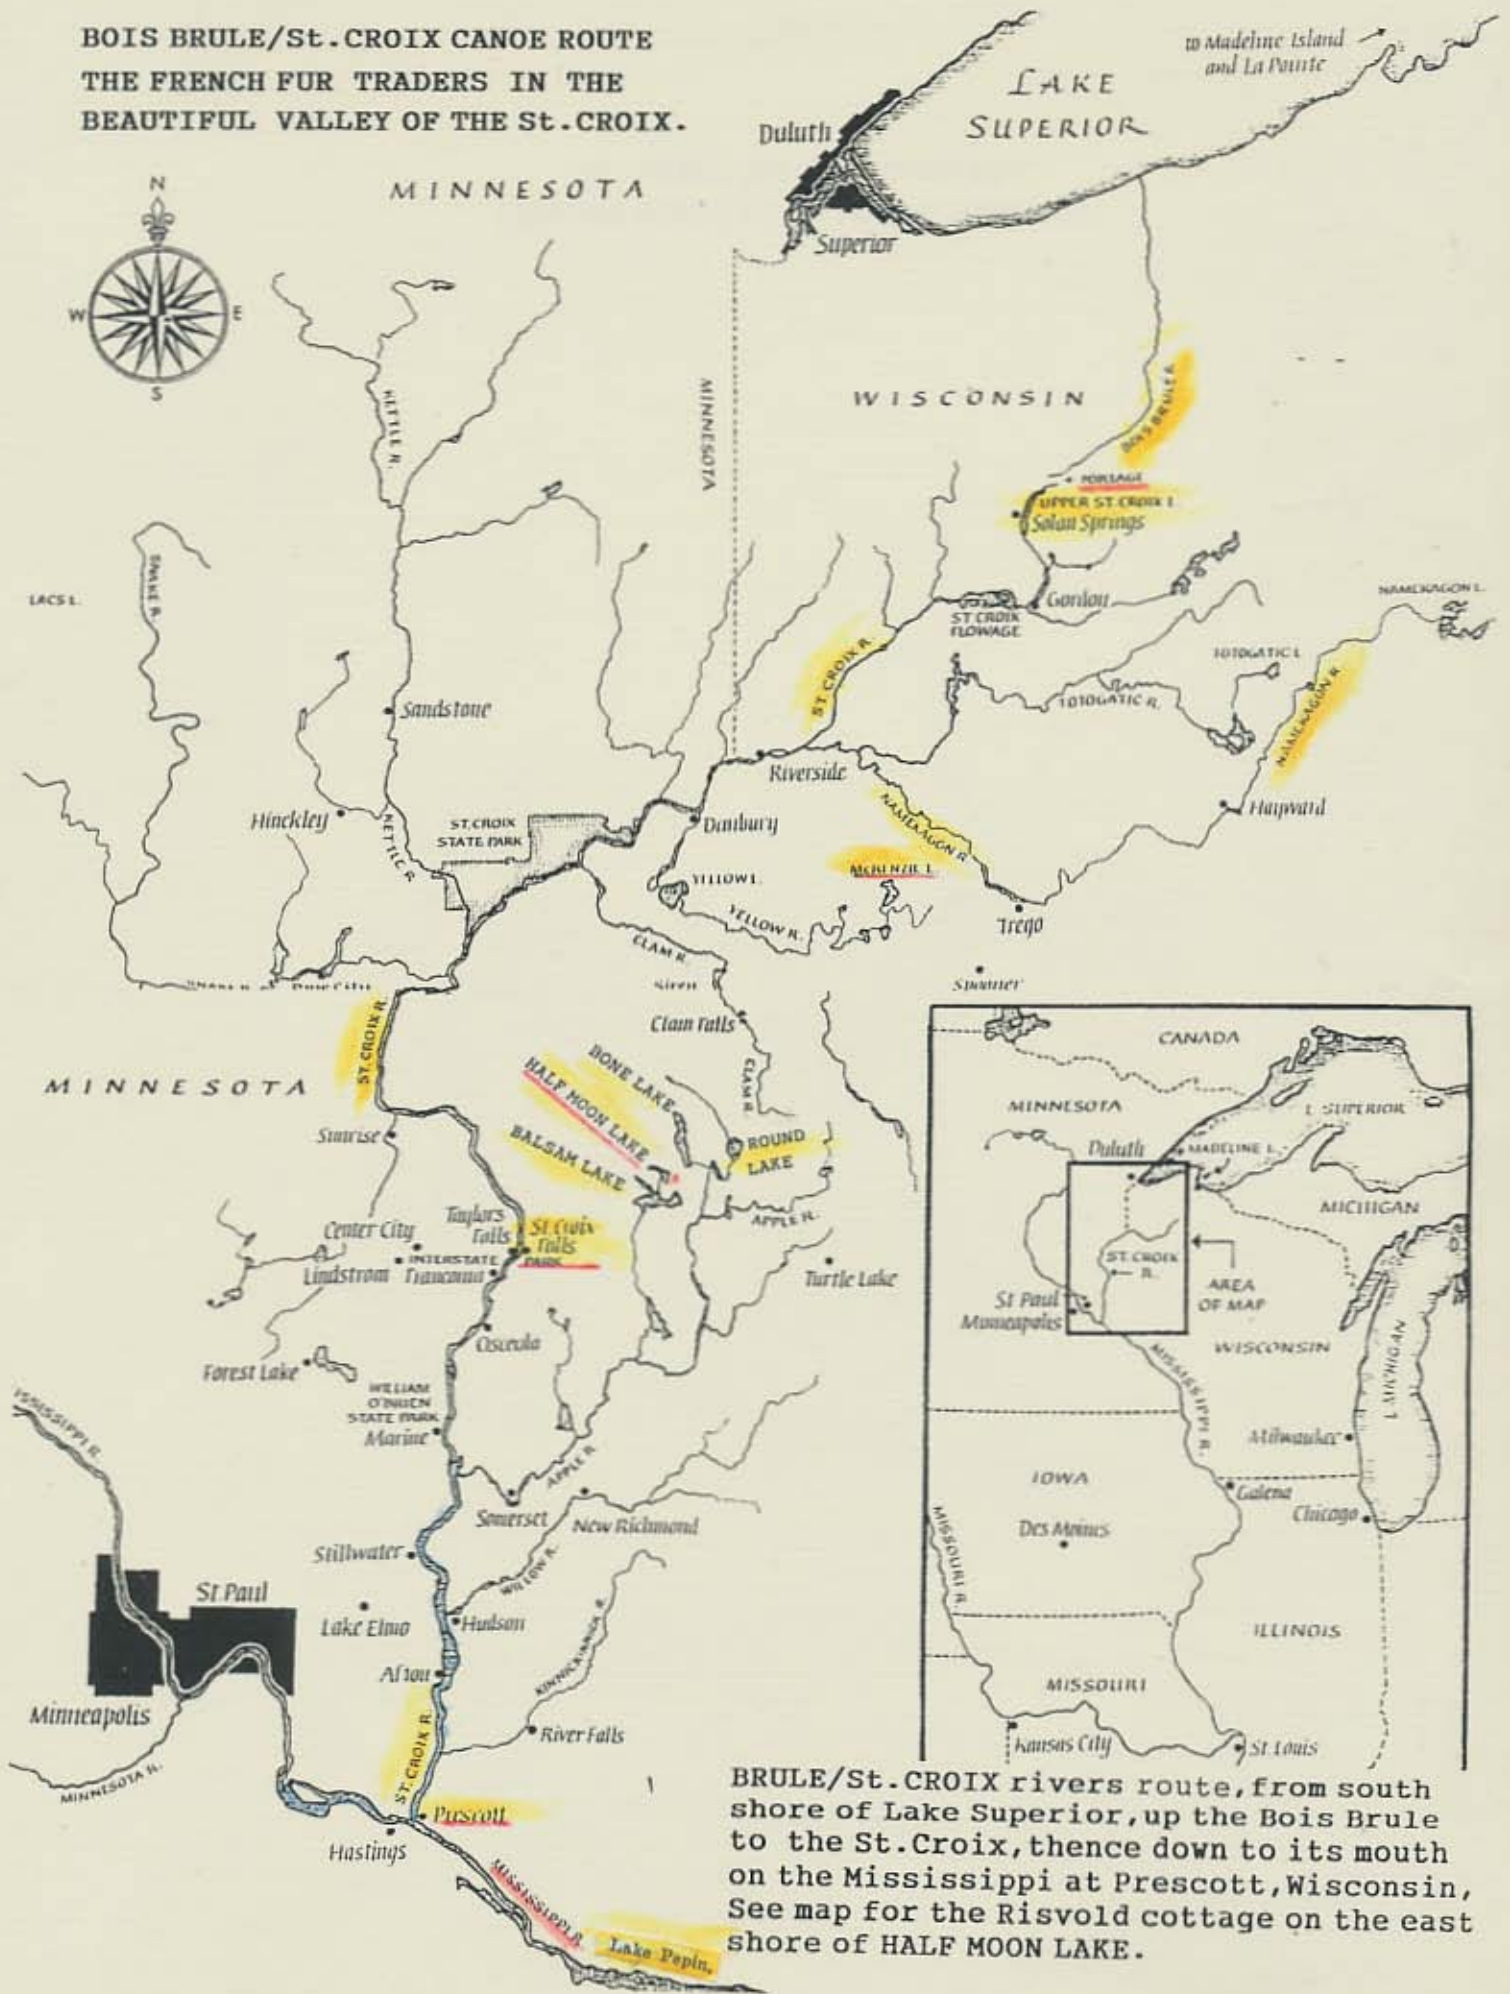 BOIS BRULE/St.CROIX CANOE ROUTE
THE FRENCH FUR TRADERS IN THE
BEAUTIFUL VALLEY OF THE St.CROIX.
to Madeline Island
and La Pointe
LAKE
SUPERIOR
Duluth
MINNESOTA
N
W
E
S
Superior
KETTLE R.
MINNESOTA
WISCONSIN
BOIS BRULE R.
PORTAGE
UPPER ST. CROIX L.
Solan Springs
LACS L.
SNAKE R.
Gordon
ST CROIX
FLOWAGE
NAMEKAGON L.
ST. CROIX R.
TOTOGATIC L.
TOTOGATIC R.
NAMEKAGON R.
Sandstone
Riverside
Hinckley
KETTLE R.
ST. CROIX
STATE PARK
Danbury
NAMEKAGON R.
Hayward
MCKENZIE L.
YELLOW L.
YELLOW R.
Trego
CLAM R.
Spooner
SNAKE R.
Pine City
Siren
Clam Falls
ST. CROIX R.
MINNESOTA
CLAM R.
BONE LAKE
HALF MOON LAKE
BALSAM LAKE
ROUND
LAKE
Sunrise
APPLE R.
Taylors
Falls
St. Croix
Falls
Center City
INTERSTATE
PARK
Lindstrom
Franconia
Turtle Lake
Osceola
Forest Lake
WILLIAM
O'BRIEN
STATE PARK
Marine
ISSISSIPPI R.
APPLE R.
Somerset
New Richmond
Stillwater
WILLOW R.
St. Paul
Lake Elmo
Hudson
Afton
KINNICKINNICK R.
Minneapolis
River Falls
MINNESOTA R.
ST. CROIX R.
Prescott
Hastings
MISSISSIPPI R.
Lake Pepin.
CANADA
MINNESOTA
L. SUPERIOR
Duluth
MADELINE I.
MICHIGAN
ST. CROIX
R.
AREA
OF MAP
St Paul
Minneapolis
WISCONSIN
MISSISSIPPI R.
L. MICHIGAN
Milwaukee
IOWA
Galena
Chicago
Des Moines
MISSOURI R.
ILLINOIS
MISSOURI
Kansas City
St. Louis
BRULE/St.CROIX rivers route,from south
shore of Lake Superior,up the Bois Brule
to the St.Croix,thence down to its mouth
on the Mississippi at Prescott,Wisconsin,
See map for the Risvold cottage on the east
shore of HALF MOON LAKE.